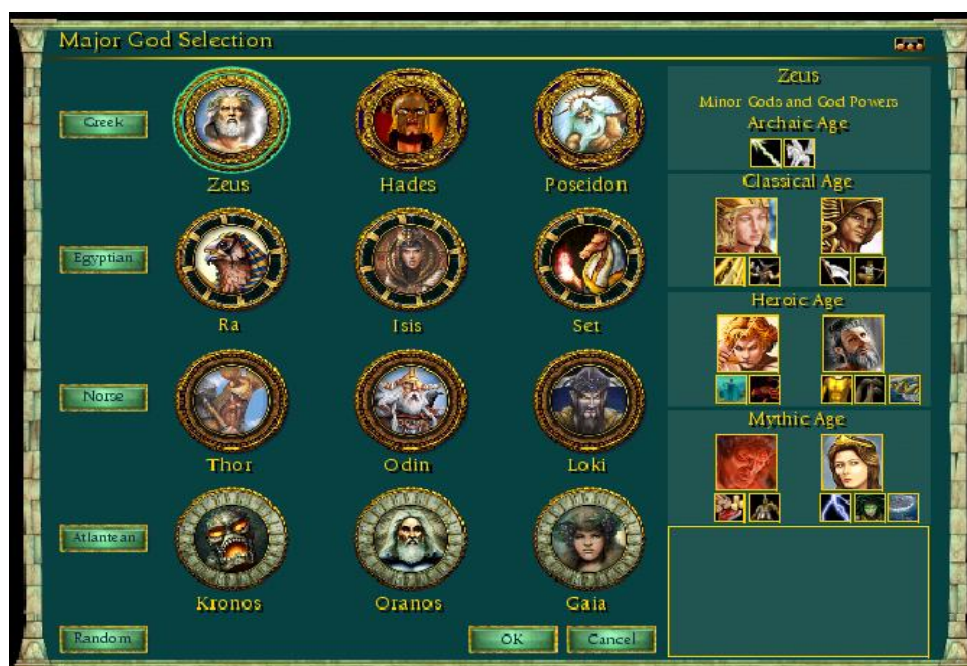 Major God Selection
Greek
Zeus
Hades
Poseidon
Egyptian
Ra
Isis
Set
Norse
Thor
Odin
Loki
Atlantean
Kronos
Oranos
Gaia
Random
OK
Cancel
Zeus
Minor Gods and God Powers
Archaic Age
Classical Age
Heroic Age
Mythic Age